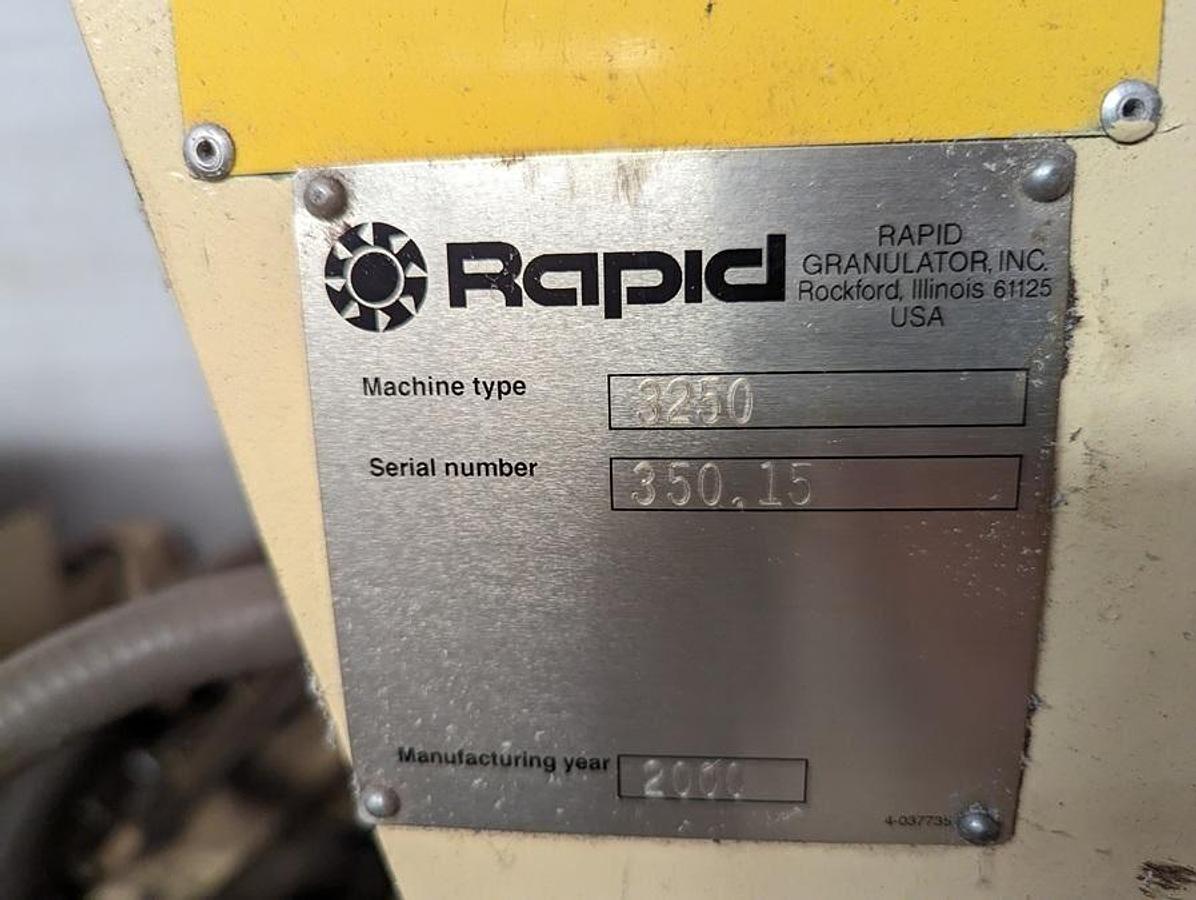 Rapid
RAPID
GRANULATOR, INC.
Rockford, Illinois 61125
USA
Machine type 3250
Serial number 350.15
Manufacturing year 2000
4-037735